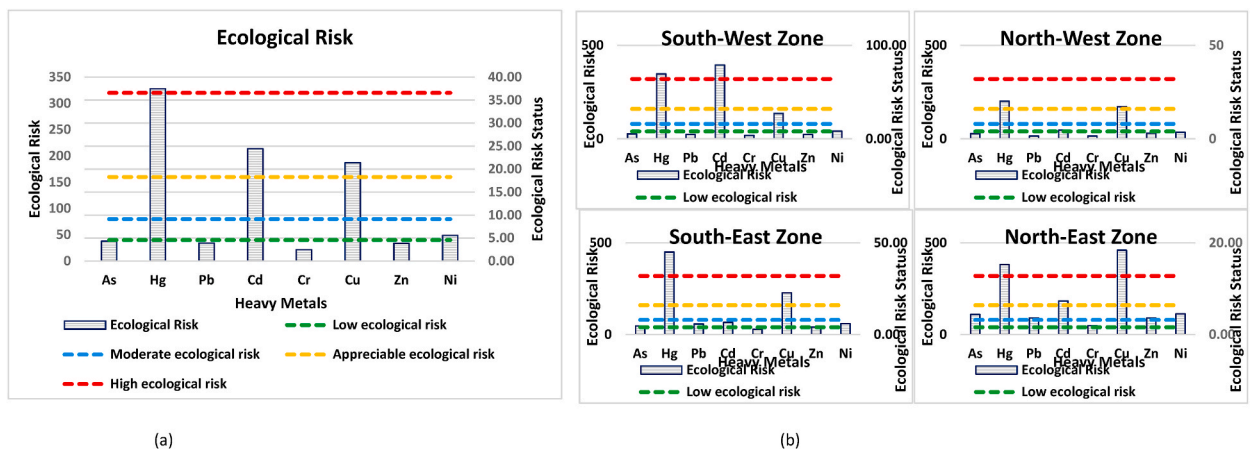 Ecological Risk
350
300
250
200
150
100
50
0
40.00
35.00
30.00
25.00
20.00
15.00
10.00
5.00
0.00
Ecological Risk
Ecological Risk Status
As Hg Pb Cd Cr Cu Zn Ni
Heavy Metals
Ecological Risk Low ecological risk
Moderate ecological risk Appreciable ecological risk
High ecological risk
(a)
South-West Zone
500
0
100.00
0.00
Ecological Risk
Ecological Risk Status
As Hg Pb Cd Cr Cu Zn Ni
Heavy Metals
Ecological Risk
Low ecological risk
North-West Zone
500
0
50
0
Ecological Risk
Ecological Risk Status
As Hg Pb Cd Cr Cu Zn Ni
Heavy Metals
Ecological Risk
Low ecological risk
South-East Zone
500
0
50.00
0.00
Ecological Risk
Ecological Risk Status
As Hg Pb Cd Cr Cu Zn Ni
Heavy Metals
Ecological Risk
Low ecological risk
North-East Zone
500
0
20.00
0.00
Ecological Risk
Ecological Risk Status
As Hg Pb Cd Cr Cu Zn Ni
Heavy Metals
Ecological Risk
Low ecological risk
(b)